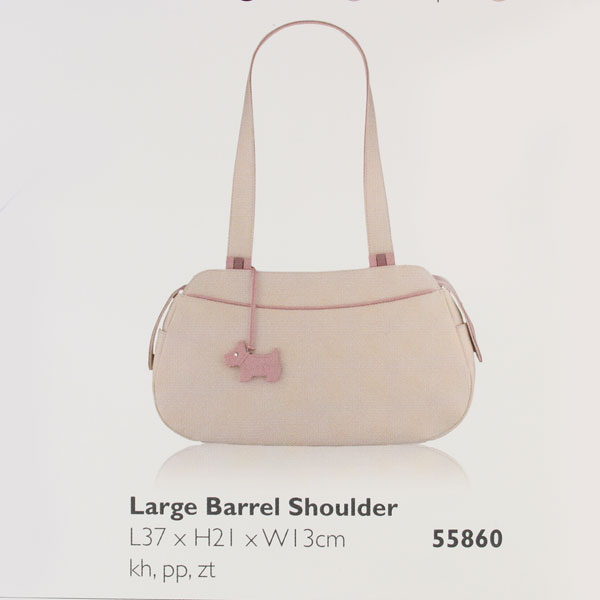 Large Barrel Shoulder
L37 x H21 x W13cm 55860
kh, pp, zt